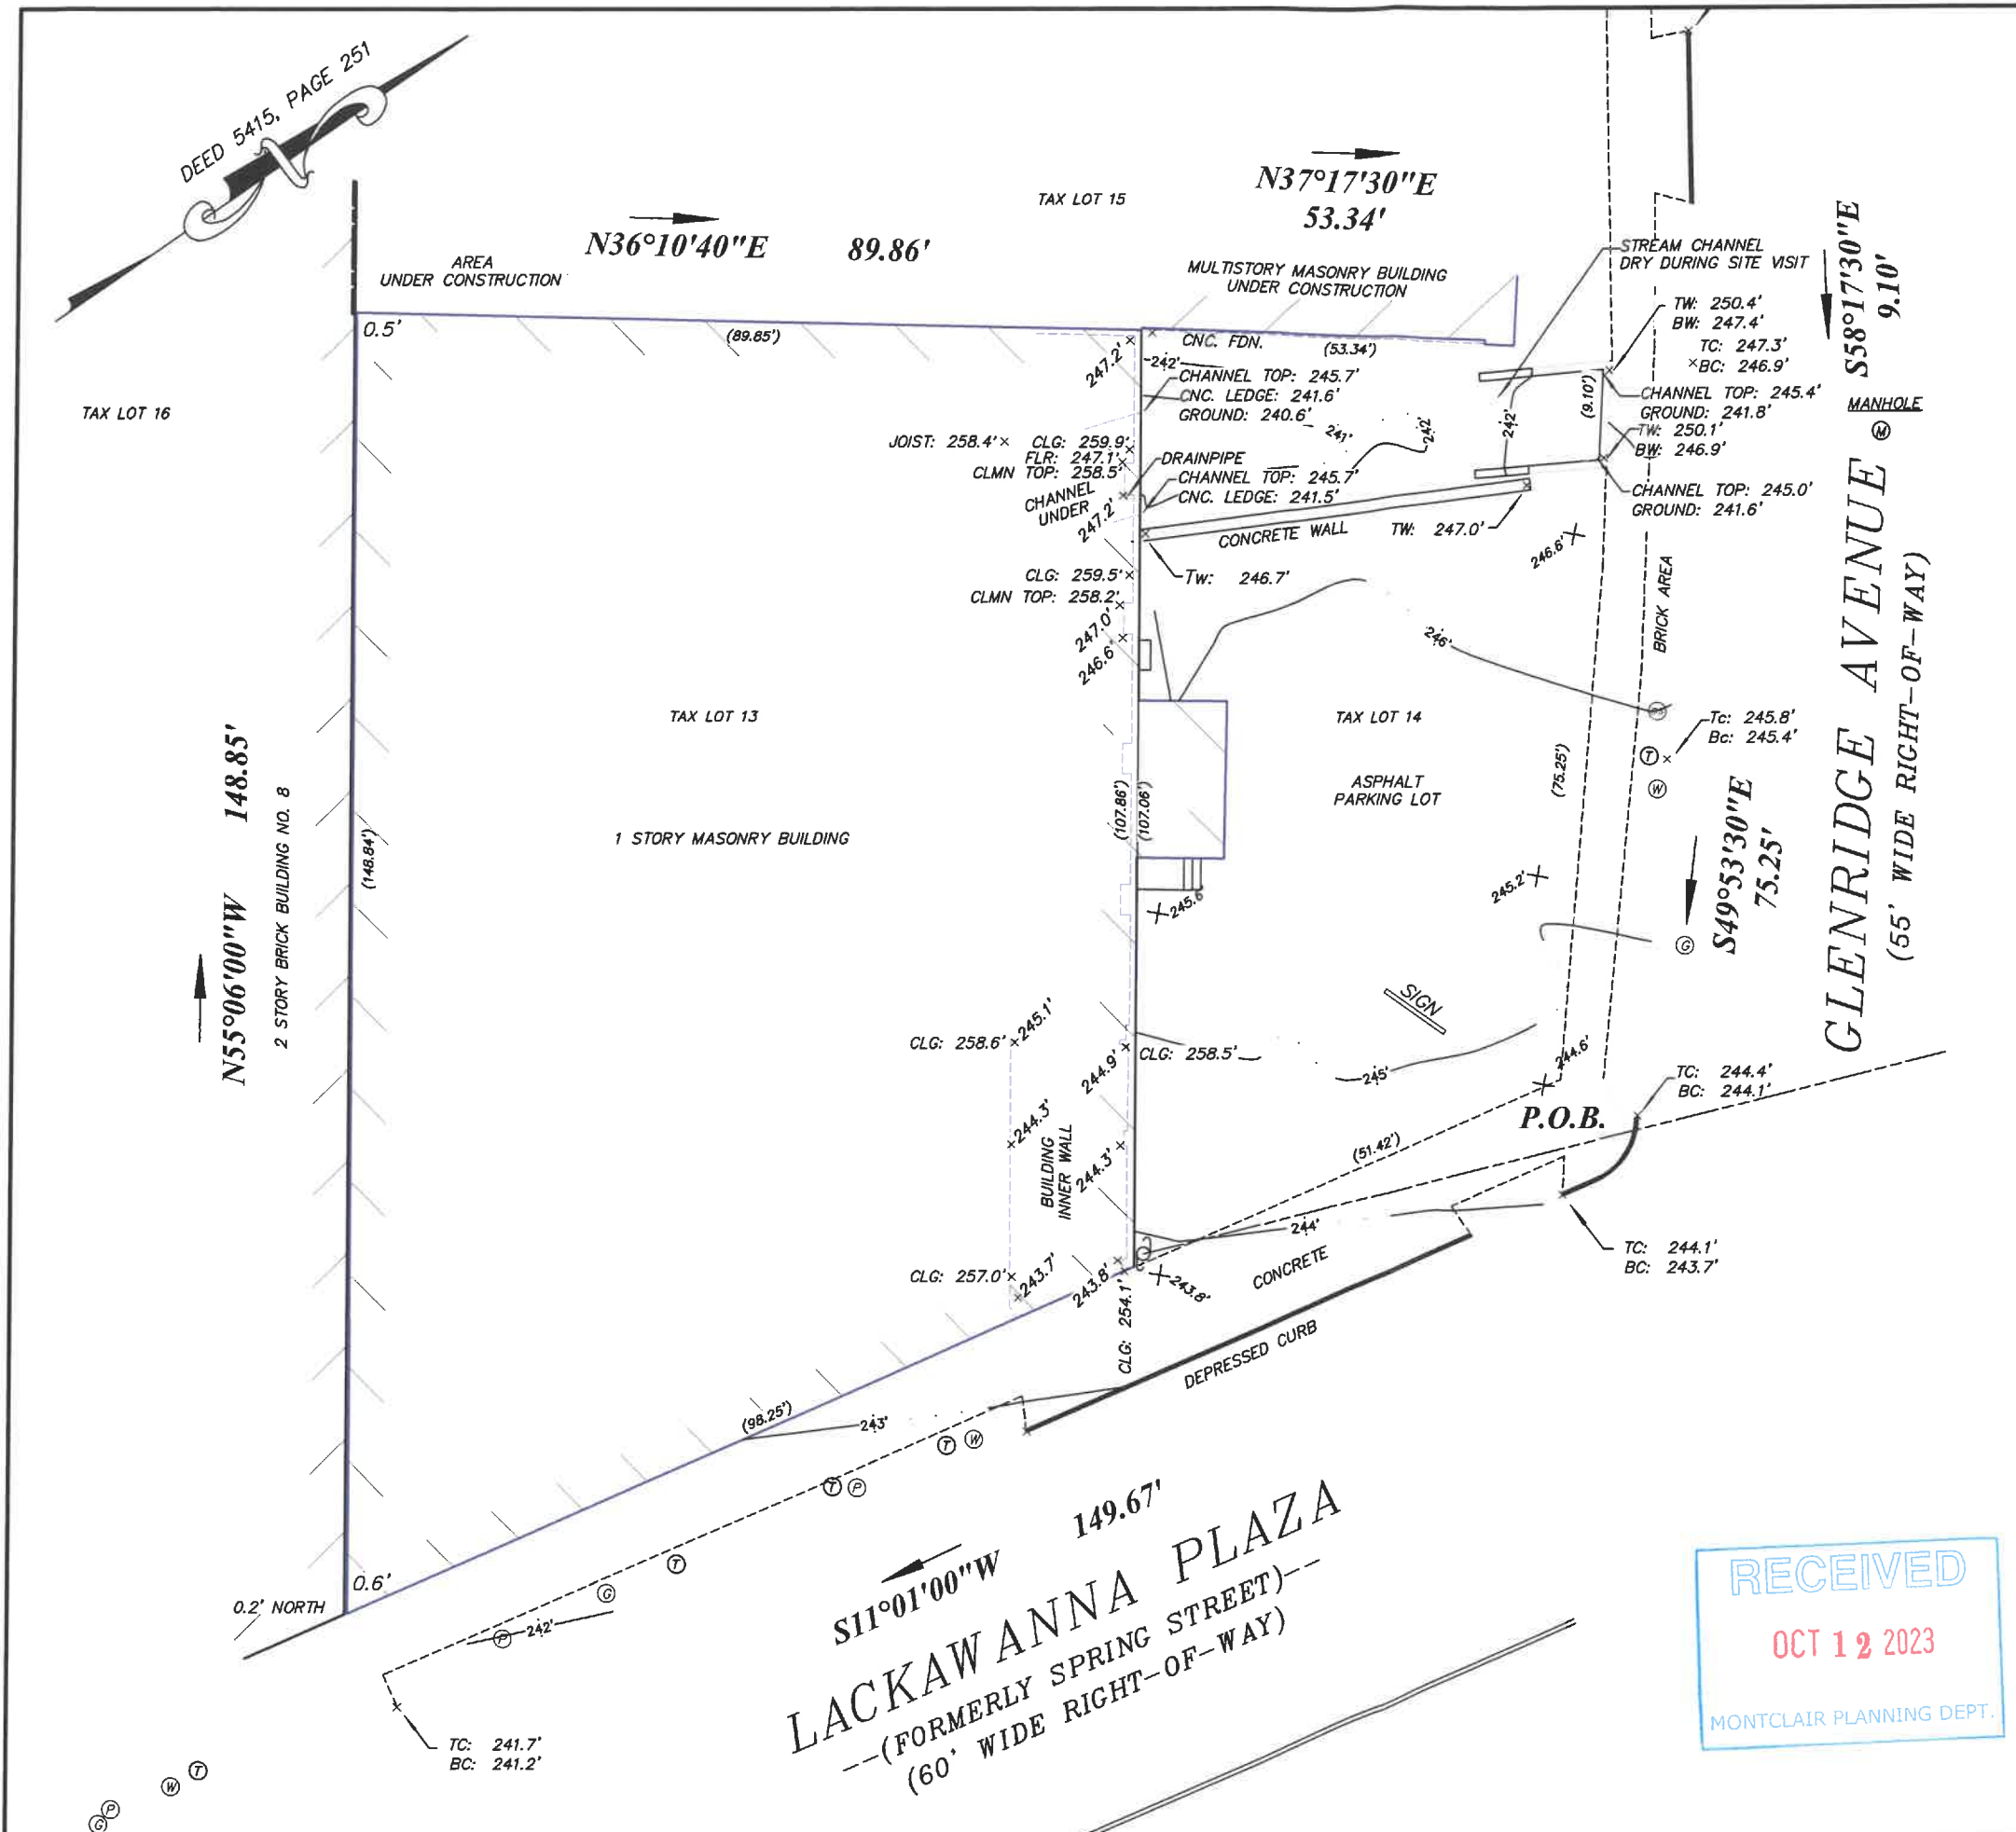 DEED 5415, PAGE 251
N
TAX LOT 15
N37°17'30"E
53.34'
N36°10'40"E 89.86'
AREA
UNDER CONSTRUCTION
MULTISTORY MASONRY BUILDING
UNDER CONSTRUCTION
STREAM CHANNEL
DRY DURING SITE VISIT
S58°17'30"E
9.10'
TW: 250.4'
BW: 247.4'
TC: 247.3'
BC: 246.9'
0.5'
(89.85')
CNC. FDN.
(53.34')
247.2'
242'
CHANNEL TOP: 245.7'
CNC. LEDGE: 241.6'
GROUND: 240.6'
241'
242'
242'
(9.10')
CHANNEL TOP: 245.4'
GROUND: 241.8'
TW: 250.1'
BW: 246.9'
MANHOLE
M
TAX LOT 16
JOIST: 258.4'
CLG: 259.9'
FLR: 247.1'
CLMN TOP: 258.5'
DRAINPIPE
CHANNEL TOP: 245.7'
CNC. LEDGE: 241.5'
CHANNEL
UNDER
247.2'
CHANNEL TOP: 245.0'
GROUND: 241.6'
CONCRETE WALL
TW: 247.0'
246.6'
Tw: 246.7'
CLG: 259.5'
CLMN TOP: 258.2'
247.0'
246.6'
246'
BRICK AREA
GLENRIDGE AVENUE
(55' WIDE RIGHT-OF-WAY)
TAX LOT 13
TAX LOT 14
Tc: 245.8'
Bc: 245.4'
T
W
(75.25')
ASPHALT
PARKING LOT
(107.86')
(107.06')
1 STORY MASONRY BUILDING
N55°06'00"W 148.85'
2 STORY BRICK BUILDING NO. 8
(148.84')
S49°53'30"E
75.25'
245.2'
245.6
G
SIGN
CLG: 258.6'
245.1'
244.9'
CLG: 258.5'
245'
244.6'
TC: 244.4'
BC: 244.1'
P.O.B.
244.3'
BUILDING
INNER WALL
244.3'
(51.42')
244'
TC: 244.1'
BC: 243.7'
CLG: 257.0'
243.7'
243.8'
CLG: 254.1'
243.8'
CONCRETE
DEPRESSED CURB
(98.25')
243'
T W
T P
T
G
P
242'
0.6'
0.2' NORTH
149.67'
S11°01'00"W
LACKAWANNA PLAZA
--(FORMERLY SPRING STREET)--
(60' WIDE RIGHT-OF-WAY)
TC: 241.7'
BC: 241.2'
T
W
P
G
RECEIVED
OCT 12 2023
MONTCLAIR PLANNING DEPT.